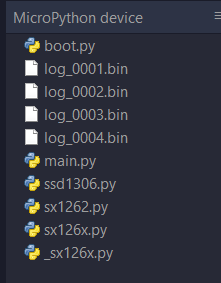 MicroPython device
boot.py
log_0001.bin
log_0002.bin
log_0003.bin
log_0004.bin
main.py
ssd1306.py
sx1262.py
sx126x.py
_sx126x.py